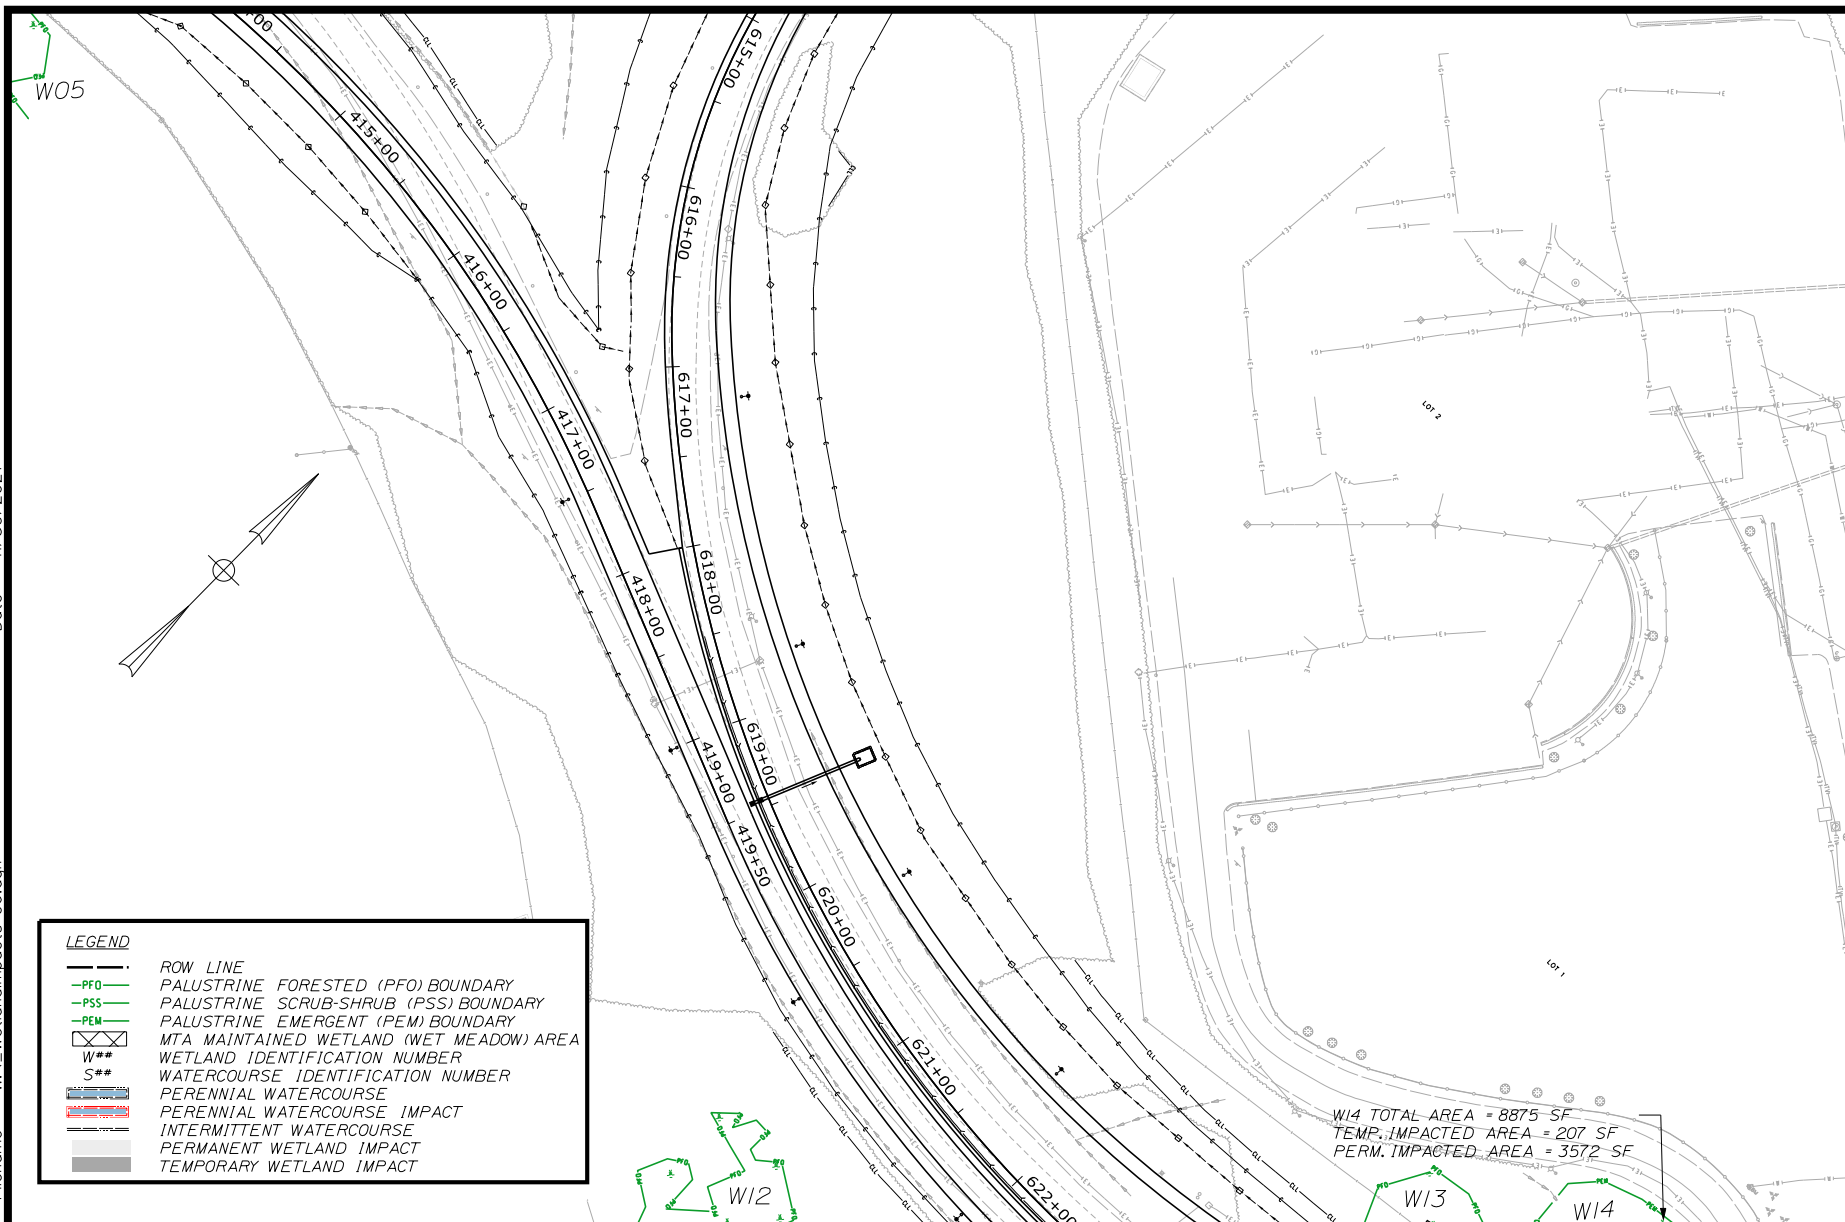 W05
615+00
415+00
616+00
416+00
617+00
417+00
LOT 2
618+00
418+00
619+00
419+00
419+50
620+00
LOT 1
621+00
622+00
LEGEND
ROW LINE
PFO PALUSTRINE FORESTED (PFO) BOUNDARY
PSS PALUSTRINE SCRUB-SHRUB (PSS) BOUNDARY
PEM PALUSTRINE EMERGENT (PEM) BOUNDARY
MTA MAINTAINED WETLAND (WET MEADOW) AREA
W## WETLAND IDENTIFICATION NUMBER
S## WATERCOURSE IDENTIFICATION NUMBER
PERENNIAL WATERCOURSE
PERENNIAL WATERCOURSE IMPACT
INTERMITTENT WATERCOURSE
PERMANENT WETLAND IMPACT
TEMPORARY WETLAND IMPACT
W14 TOTAL AREA = 8875 SF
TEMP. IMPACTED AREA = 207 SF
PERM. IMPACTED AREA = 3572 SF
W12
W13
W14